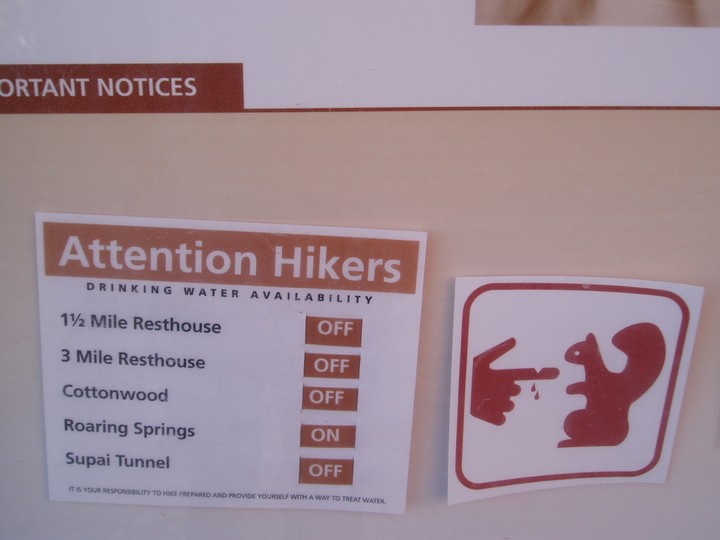 ORTANT NOTICES
Attention Hikers
DRINKING WATER AVAILABILITY
1½ Mile Resthouse OFF
3 Mile Resthouse OFF
Cottonwood OFF
Roaring Springs ON
Supai Tunnel OFF
IT IS YOUR RESPONSIBILITY TO HIKE PREPARED AND PROVIDE YOURSELF WITH A WAY TO TREAT WATER.